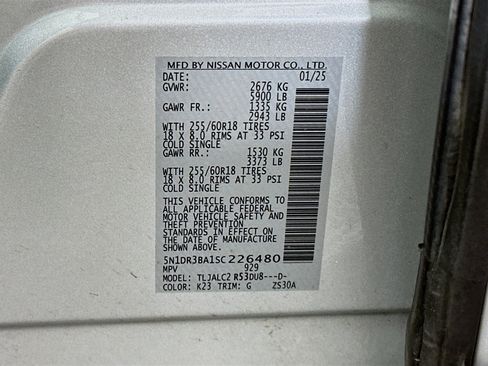 MFD BY NISSAN MOTOR CO., LTD.
DATE: 01/25
GVWR: 2676 KG
5900 LB
GAWR FR.: 1335 KG
2943 LB
WITH 255/60R18 TIRES
18 X 8.0 RIMS AT 33 PSI
COLD SINGLE
GAWR RR.: 1530 KG
3373 LB
WITH 255/60R18 TIRES
18 X 8.0 RIMS AT 33 PSI
COLD SINGLE
THIS VEHICLE CONFORMS TO
ALL APPLICABLE FEDERAL
MOTOR VEHICLE SAFETY AND
THEFT PREVENTION
STANDARDS IN EFFECT ON
THE DATE OF MANUFACTURE
SHOWN ABOVE.
5N1DR3BA1SC226480
MPV 929
MODEL: TLJALC2 R53DU8---D-
COLOR: K23 TRIM: G ZS30A